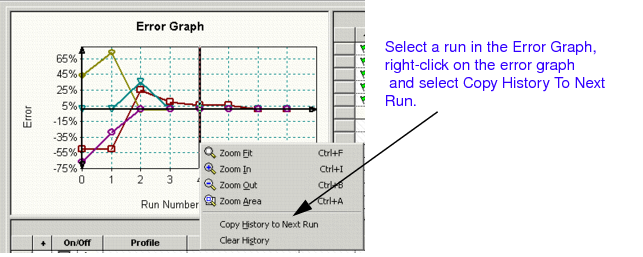 Error Graph
65%
45%
25%
5%
-15%
-35%
-55%
-75%
Error
0 1 2 3 4
Run Number
Zoom Fit Ctrl+F
Zoom In Ctrl+I
Zoom Out Ctrl+B
Zoom Area Ctrl+A
Copy History to Next Run
Clear History
+ On/Off Profile
Select a run in the Error Graph,
right-click on the error graph
and select Copy History To Next
Run.